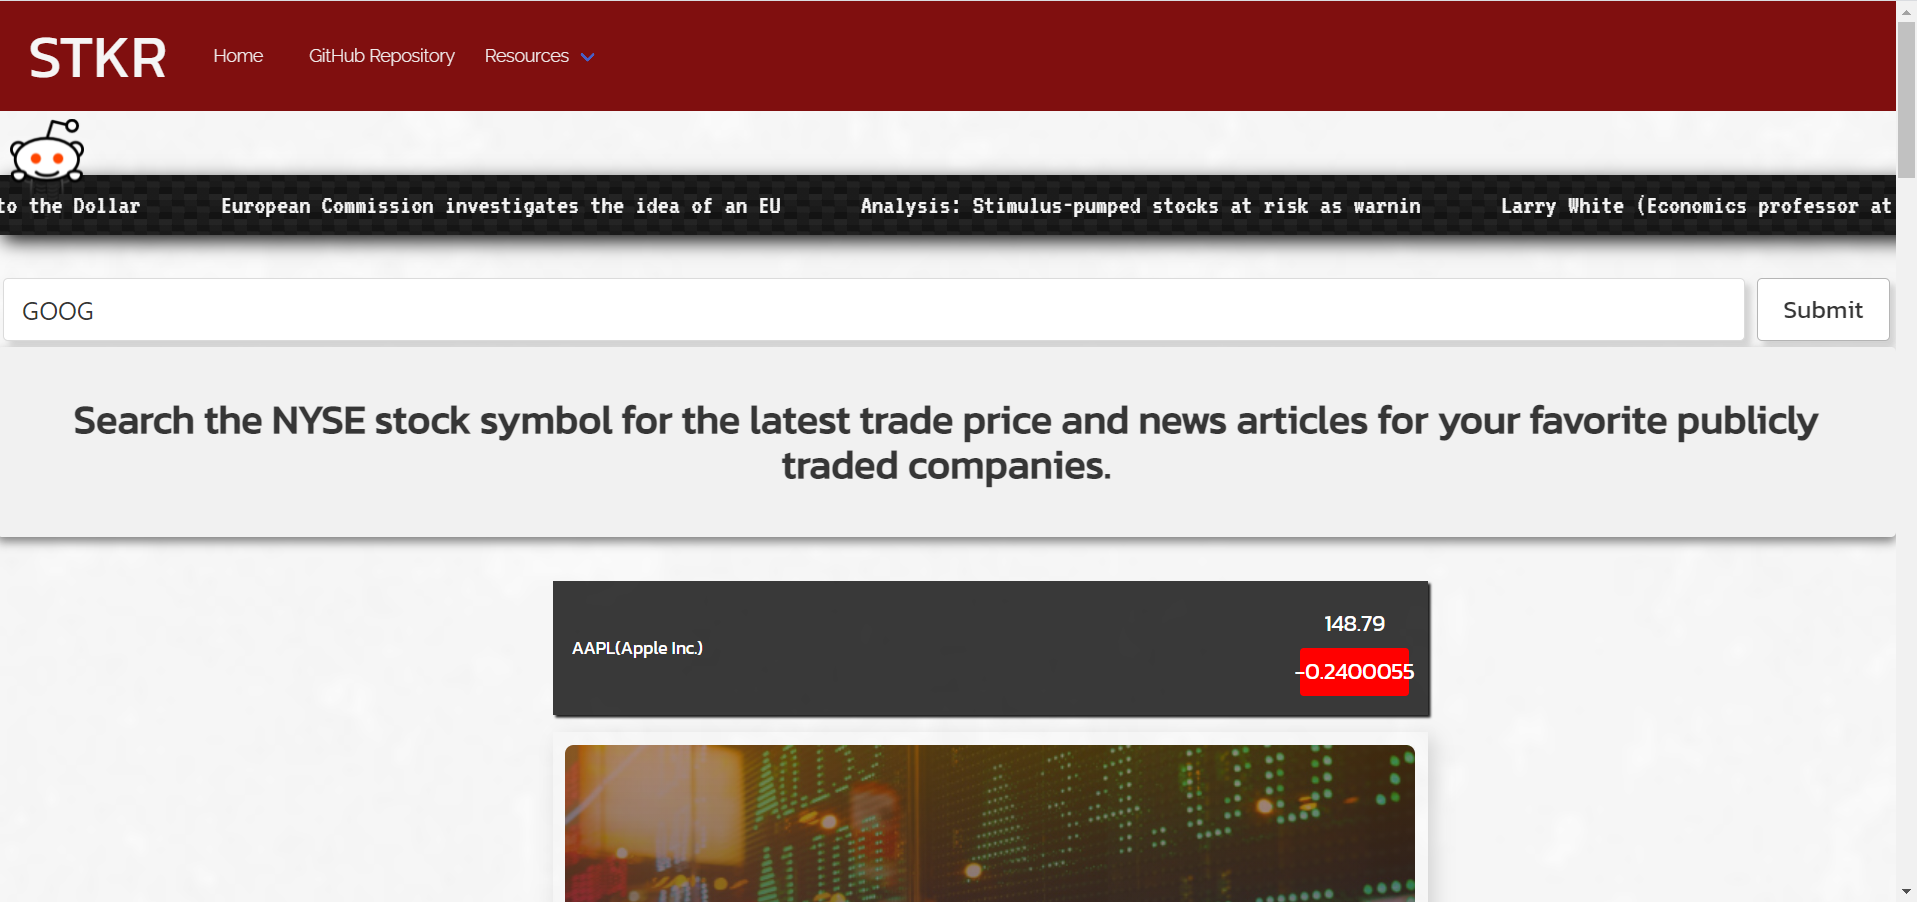 STKR Home GitHub Repository Resources
to the Dollar European Commission investigates the idea of an EU Analysis: Stimulus-pumped stocks at risk as warnin Larry White (Economics professor at
GOOG Submit
Search the NYSE stock symbol for the latest trade price and news articles for your favorite publicly
traded companies.
148.79
AAPL(Apple Inc.)
-0.2400055